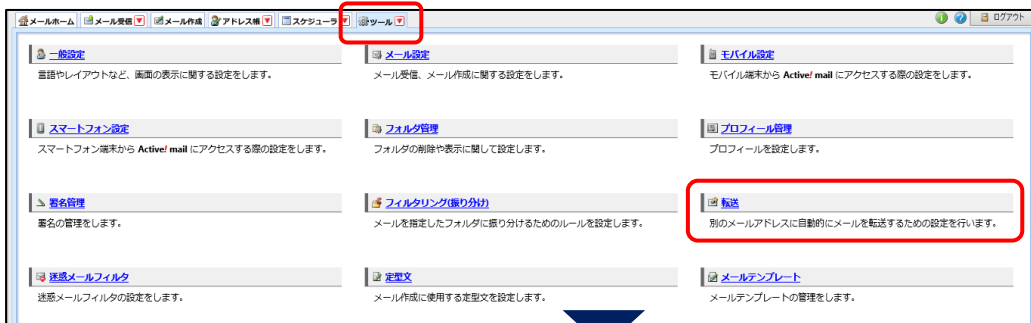 メールホーム メール受信 メール作成 アドレス帳 スケジューラ ツール ログアウト
一般設定 メール設定 モバイル設定
言語やレイアウトなど、画面の表示に関する設定をします。 メール受信、メール作成に関する設定をします。 モバイル端末から Active! mail にアクセスする際の設定をします。
スマートフォン設定 フォルダ管理 プロフィール管理
スマートフォン端末から Active! mail にアクセスする際の設定をします。 フォルダの削除や表示に関して設定します。 プロフィールを設定します。
署名管理 フィルタリング(振り分け) 転送
署名の管理をします。 メールを指定したフォルダに振り分けるためのルールを設定します。 別のメールアドレスに自動的にメールを転送するための設定を行います。
迷惑メールフィルタ 定型文 メールテンプレート
迷惑メールフィルタの設定をします。 メール作成に使用する定型文を設定します。 メールテンプレートの管理をします。